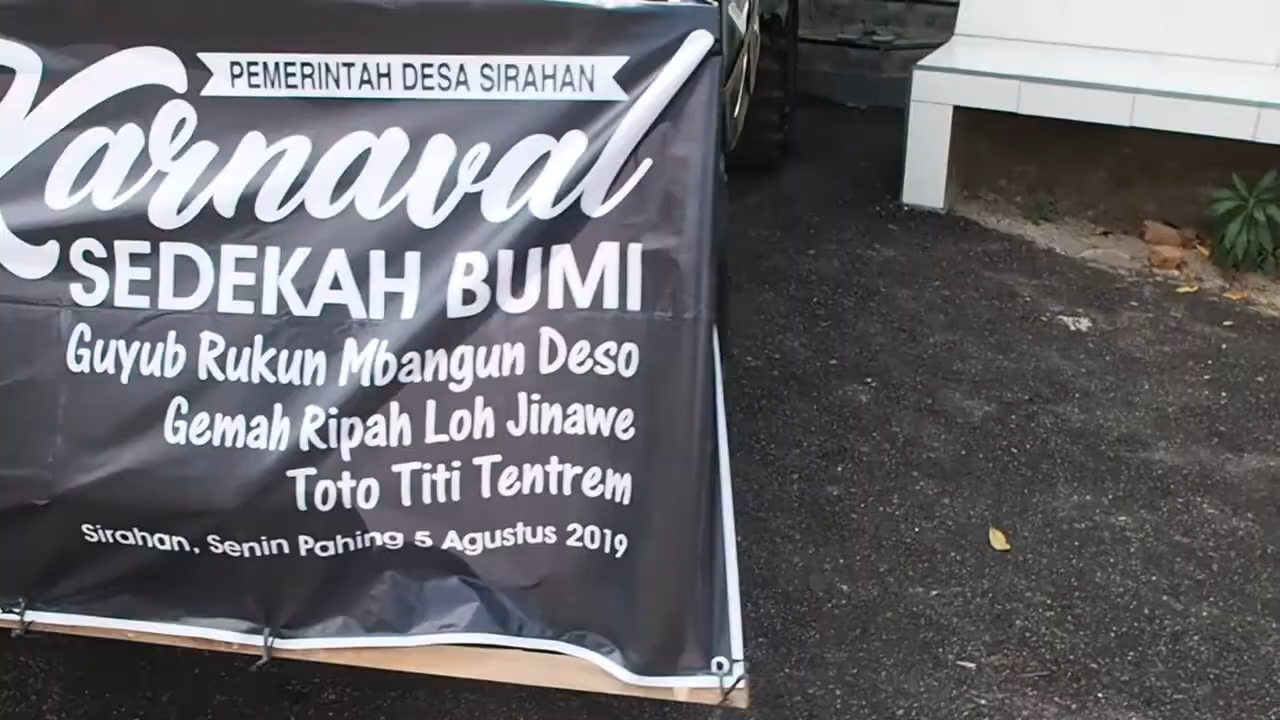 PEMERINTAH DESA SIRAHAN
Karnaval
SEDEKAH BUMI
Guyub Rukun Mbangun Deso
Gemah Ripah Loh Jinawe
Toto Titi Tentrem
Sirahan, Senin Pahing 5 Agustus 2019